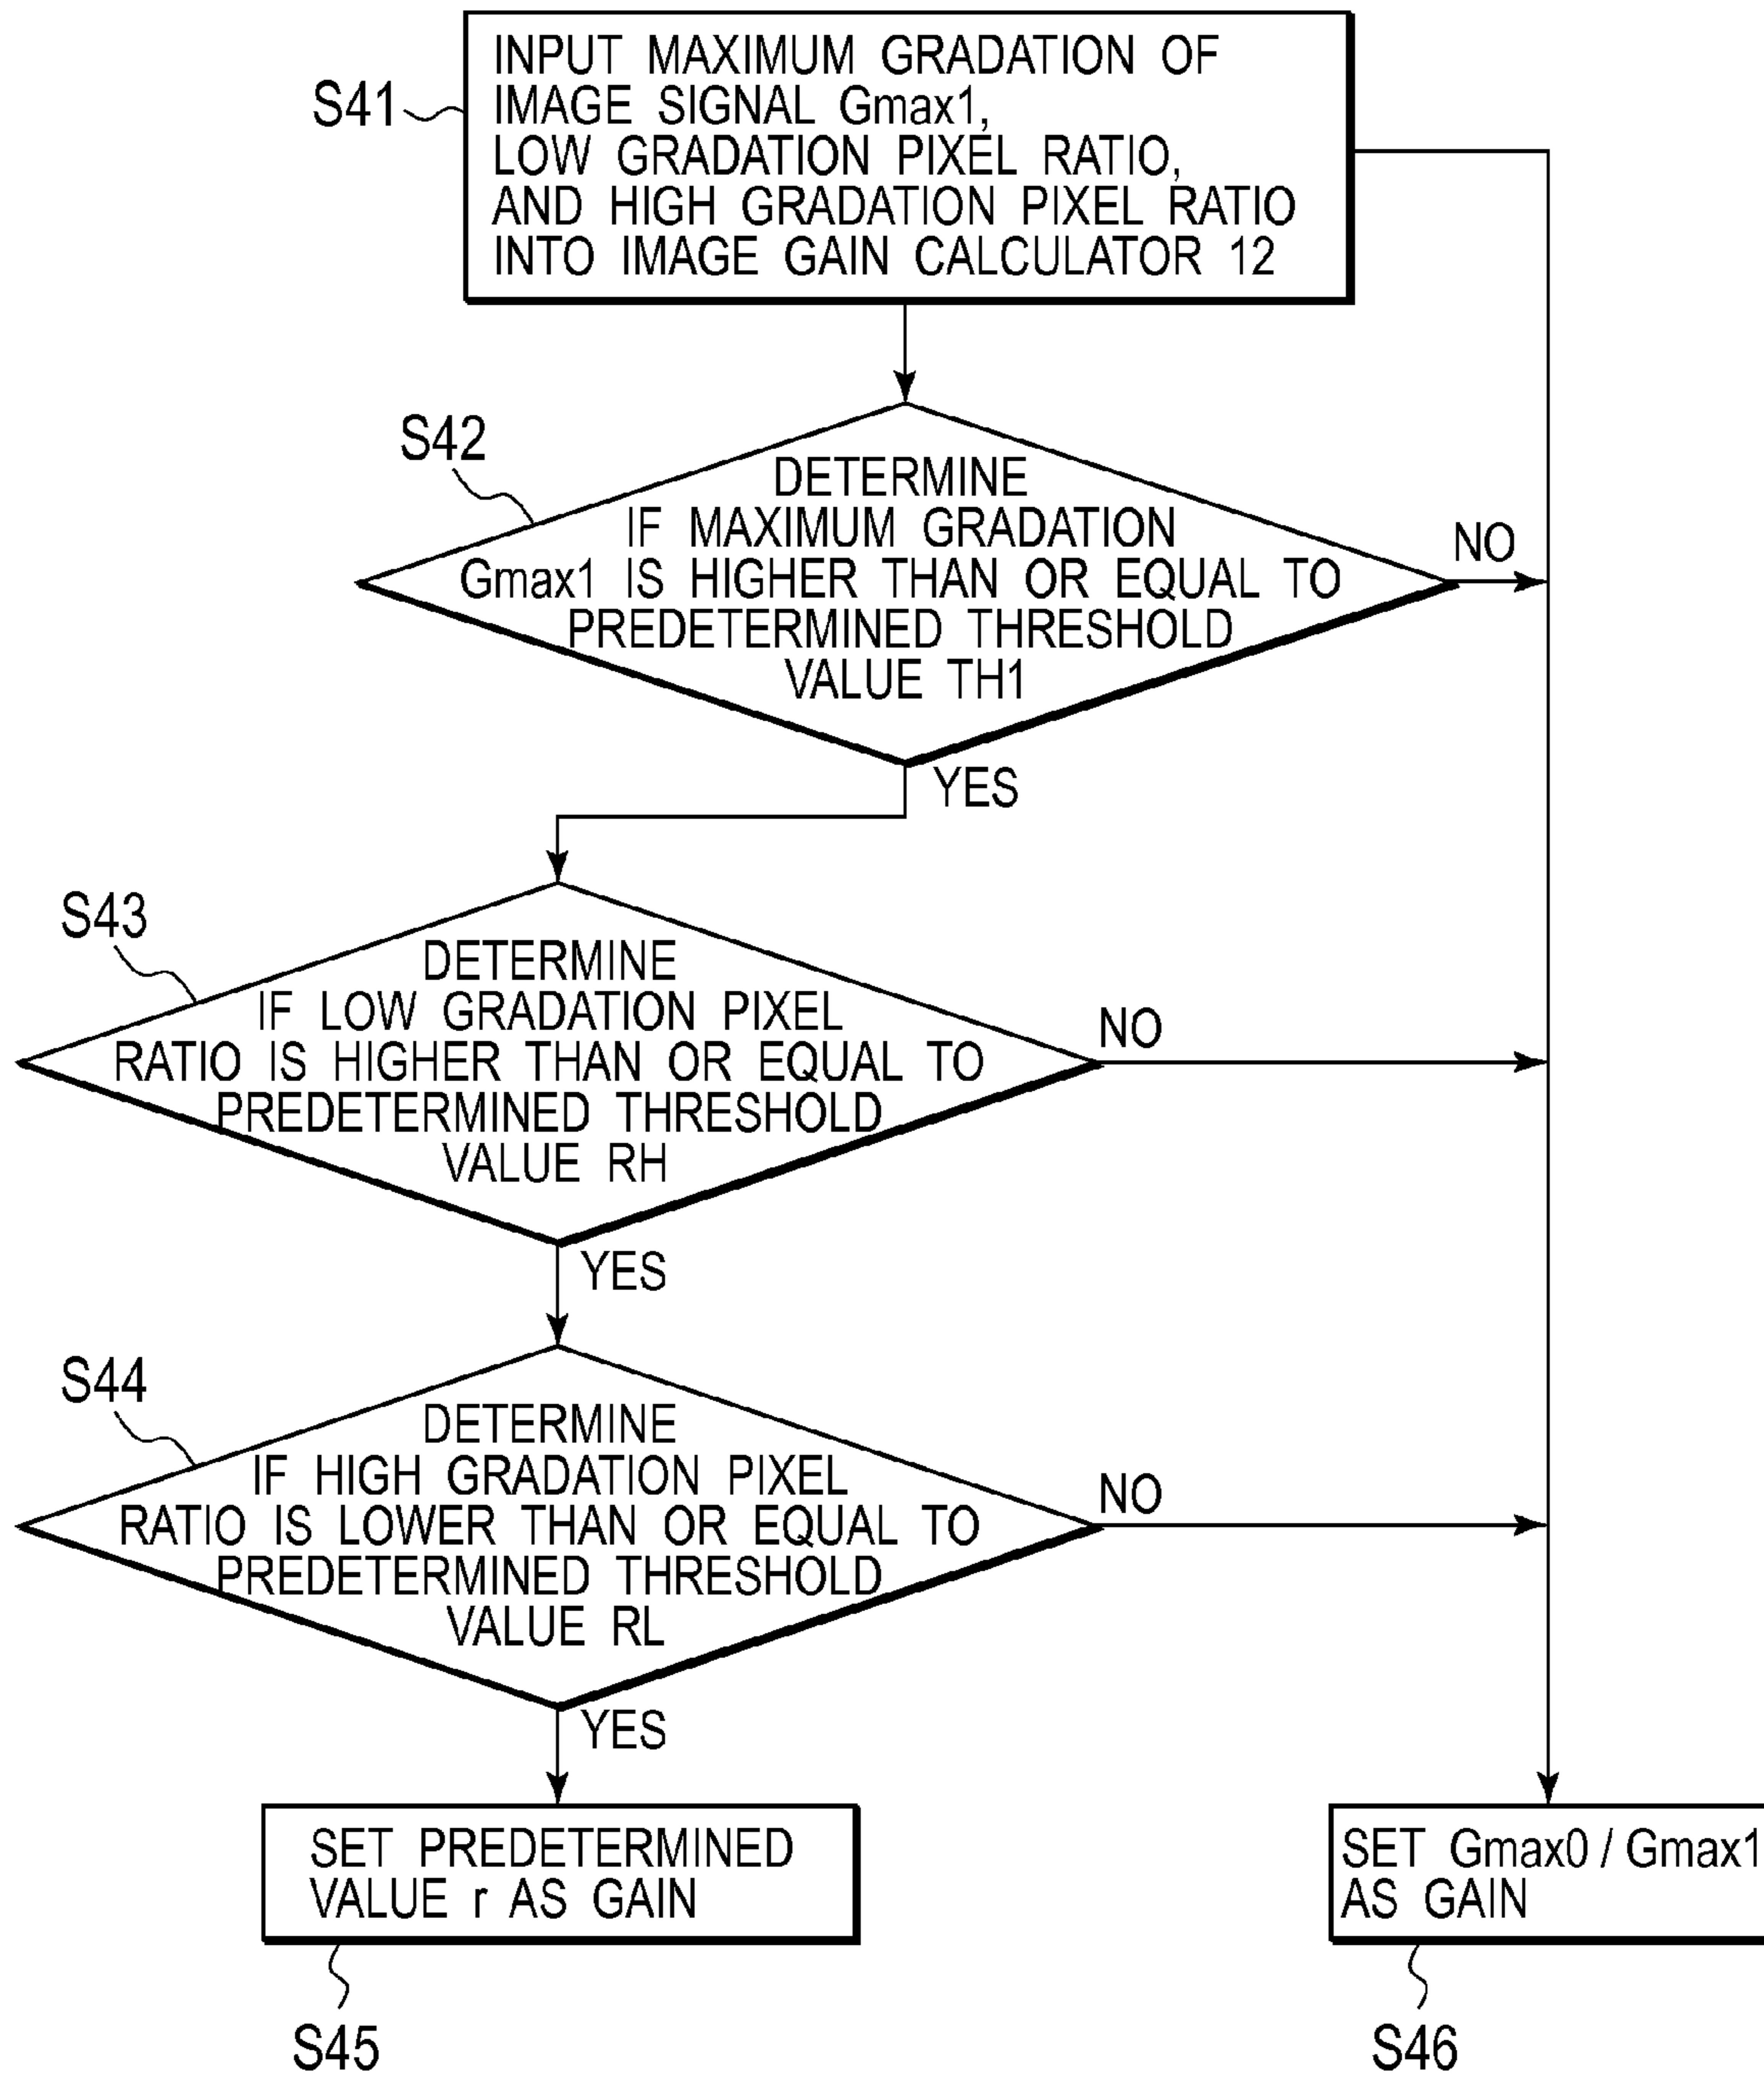 S41
INPUT MAXIMUM GRADATION OF
IMAGE SIGNAL Gmax1,
LOW GRADATION PIXEL RATIO,
AND HIGH GRADATION PIXEL RATIO
INTO IMAGE GAIN CALCULATOR 12
S42
DETERMINE
IF MAXIMUM GRADATION
Gmax1 IS HIGHER THAN OR EQUAL TO
PREDETERMINED THRESHOLD
VALUE TH1
NO
YES
S43
DETERMINE
IF LOW GRADATION PIXEL
RATIO IS HIGHER THAN OR EQUAL TO
PREDETERMINED THRESHOLD
VALUE RH
NO
YES
S44
DETERMINE
IF HIGH GRADATION PIXEL
RATIO IS LOWER THAN OR EQUAL TO
PREDETERMINED THRESHOLD
VALUE RL
NO
YES
SET PREDETERMINED
VALUE r AS GAIN
S45
SET Gmax0 / Gmax1
AS GAIN
S46